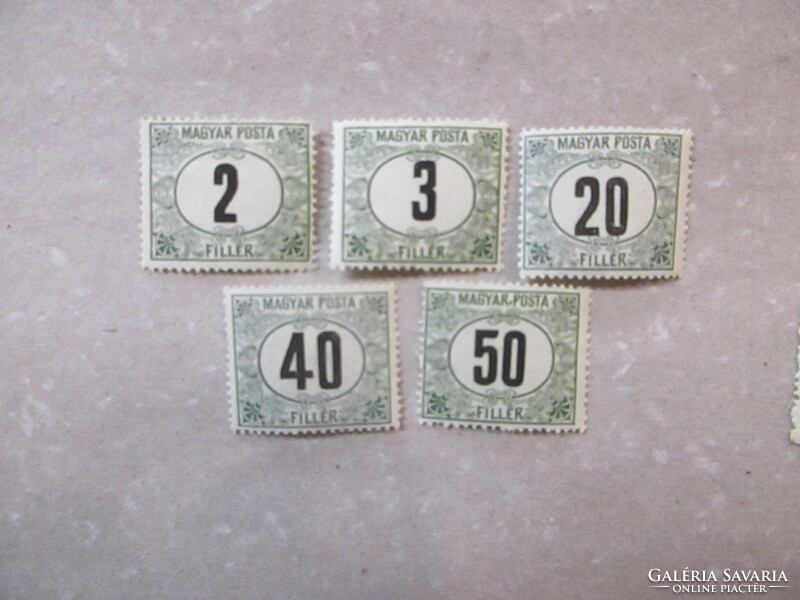 MAGYAR POSTA
2
FILLÉR
MAGYAR POSTA
3
FILLÉR
MAGYAR POSTA
20
FILLÉR
MAGYAR POSTA
40
FILLÉR
MAGYAR POSTA
50
FILLÉR
GALÉRIA SAVARIA
ONLINE PIACTÉR